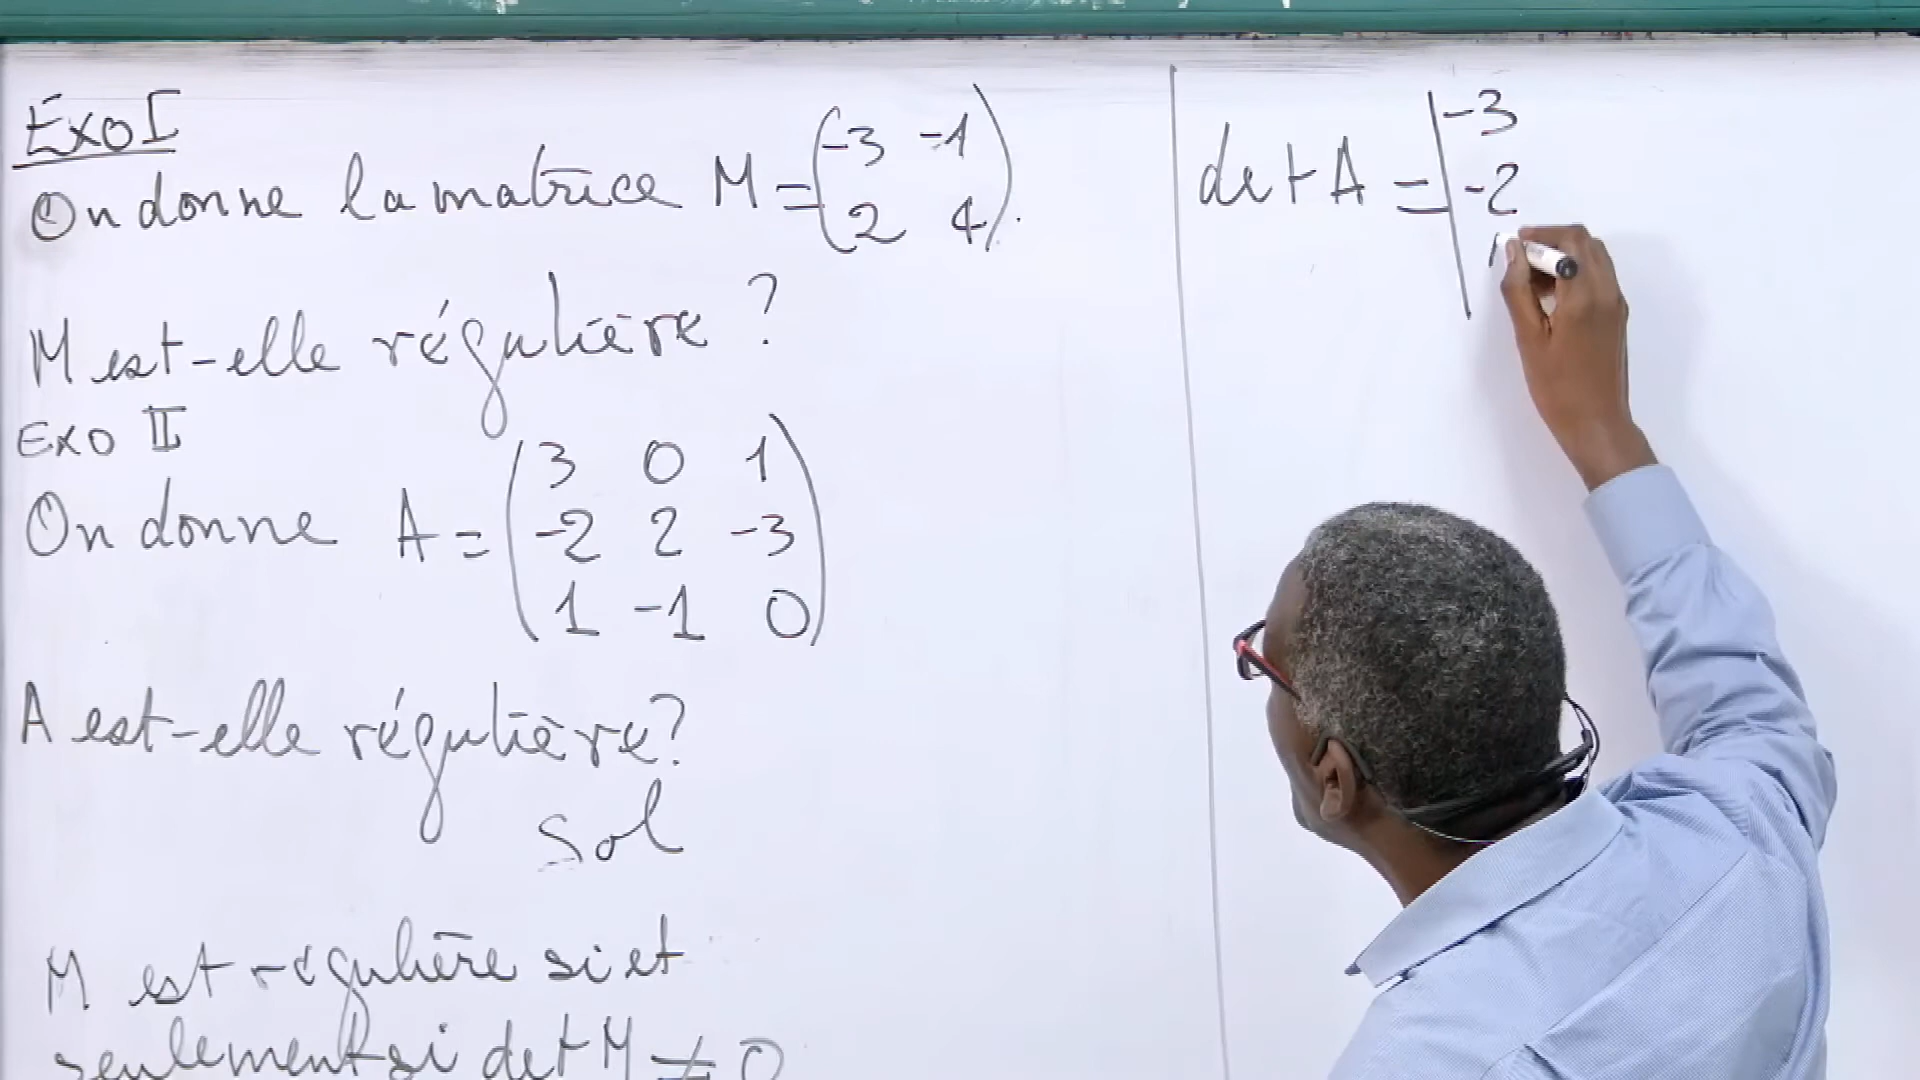 Exo I
On donne la matrice M = (-3 -1
2 4).
M est-elle régulière ?
Exo II
On donne A = (3 0 1
-2 2 -3
1 -1 0)
A est-elle régulière ?
Sol
M est régulière si et
seulement si det M ≠ 0
det A = |-3
-2